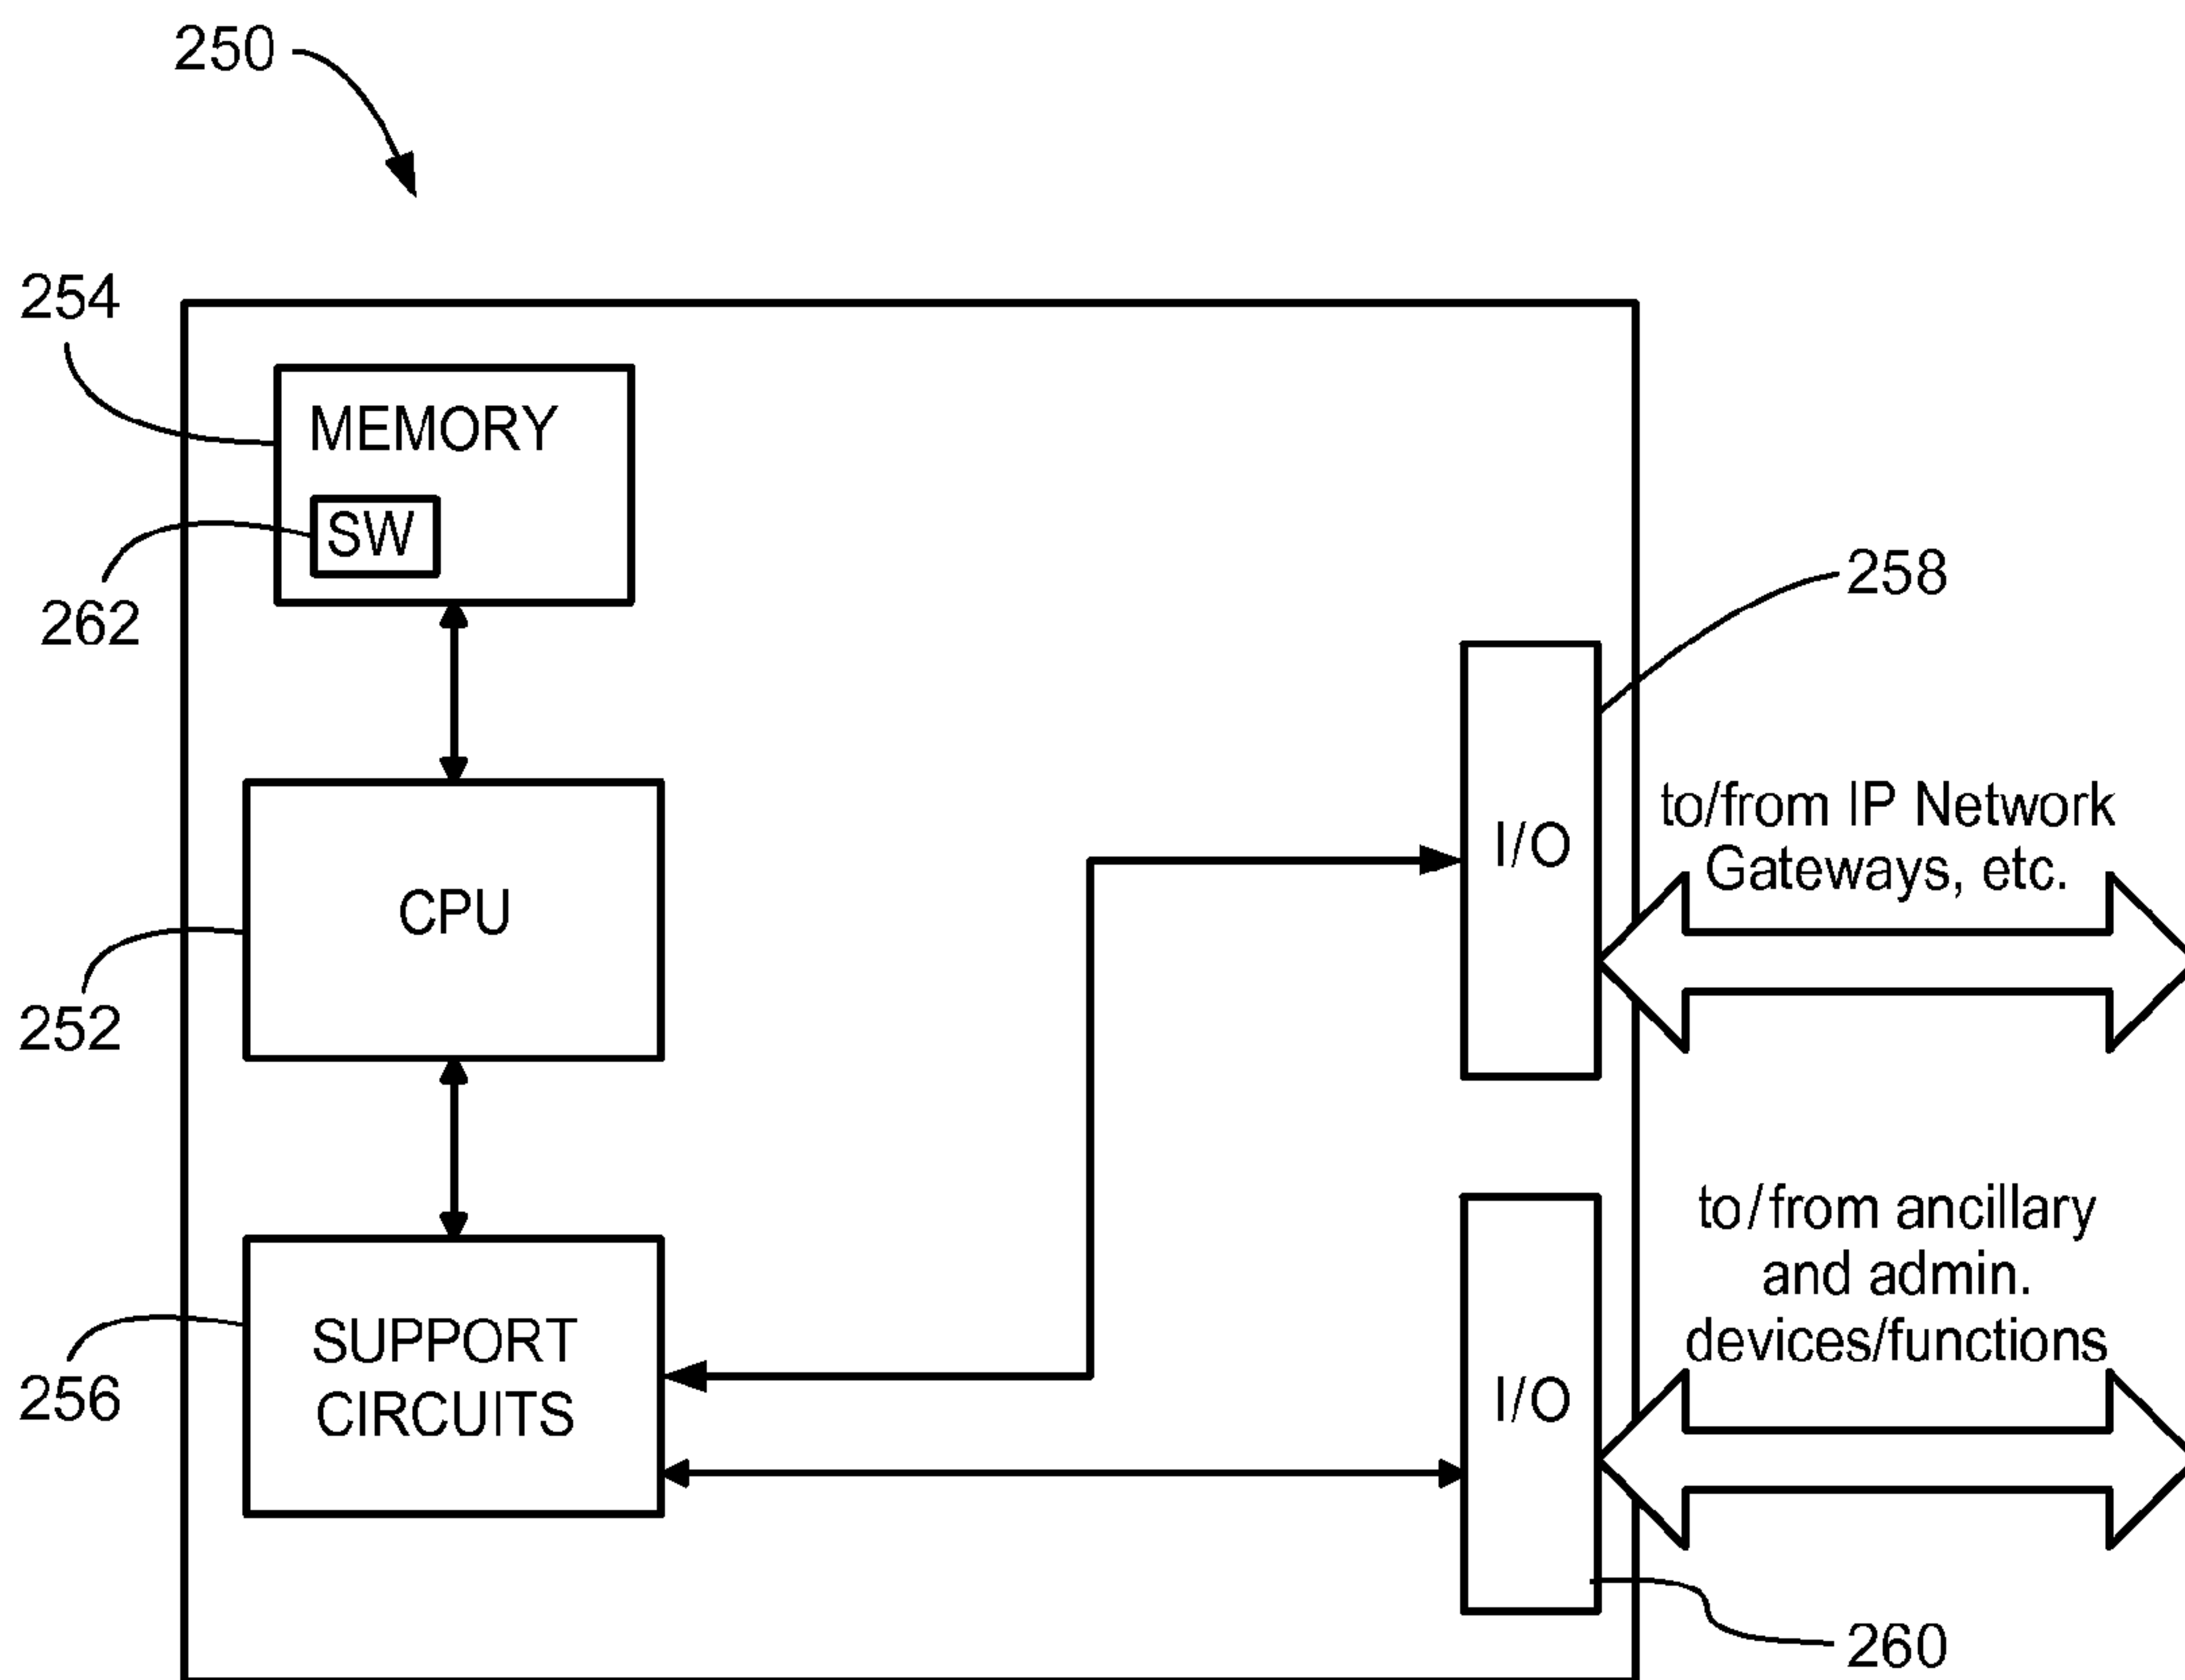 250
254
MEMORY
SW
262
258
I/O
to/from IP Network
Gateways, etc.
CPU
252
to/from ancillary
and admin.
devices/functions
SUPPORT
CIRCUITS
256
I/O
260